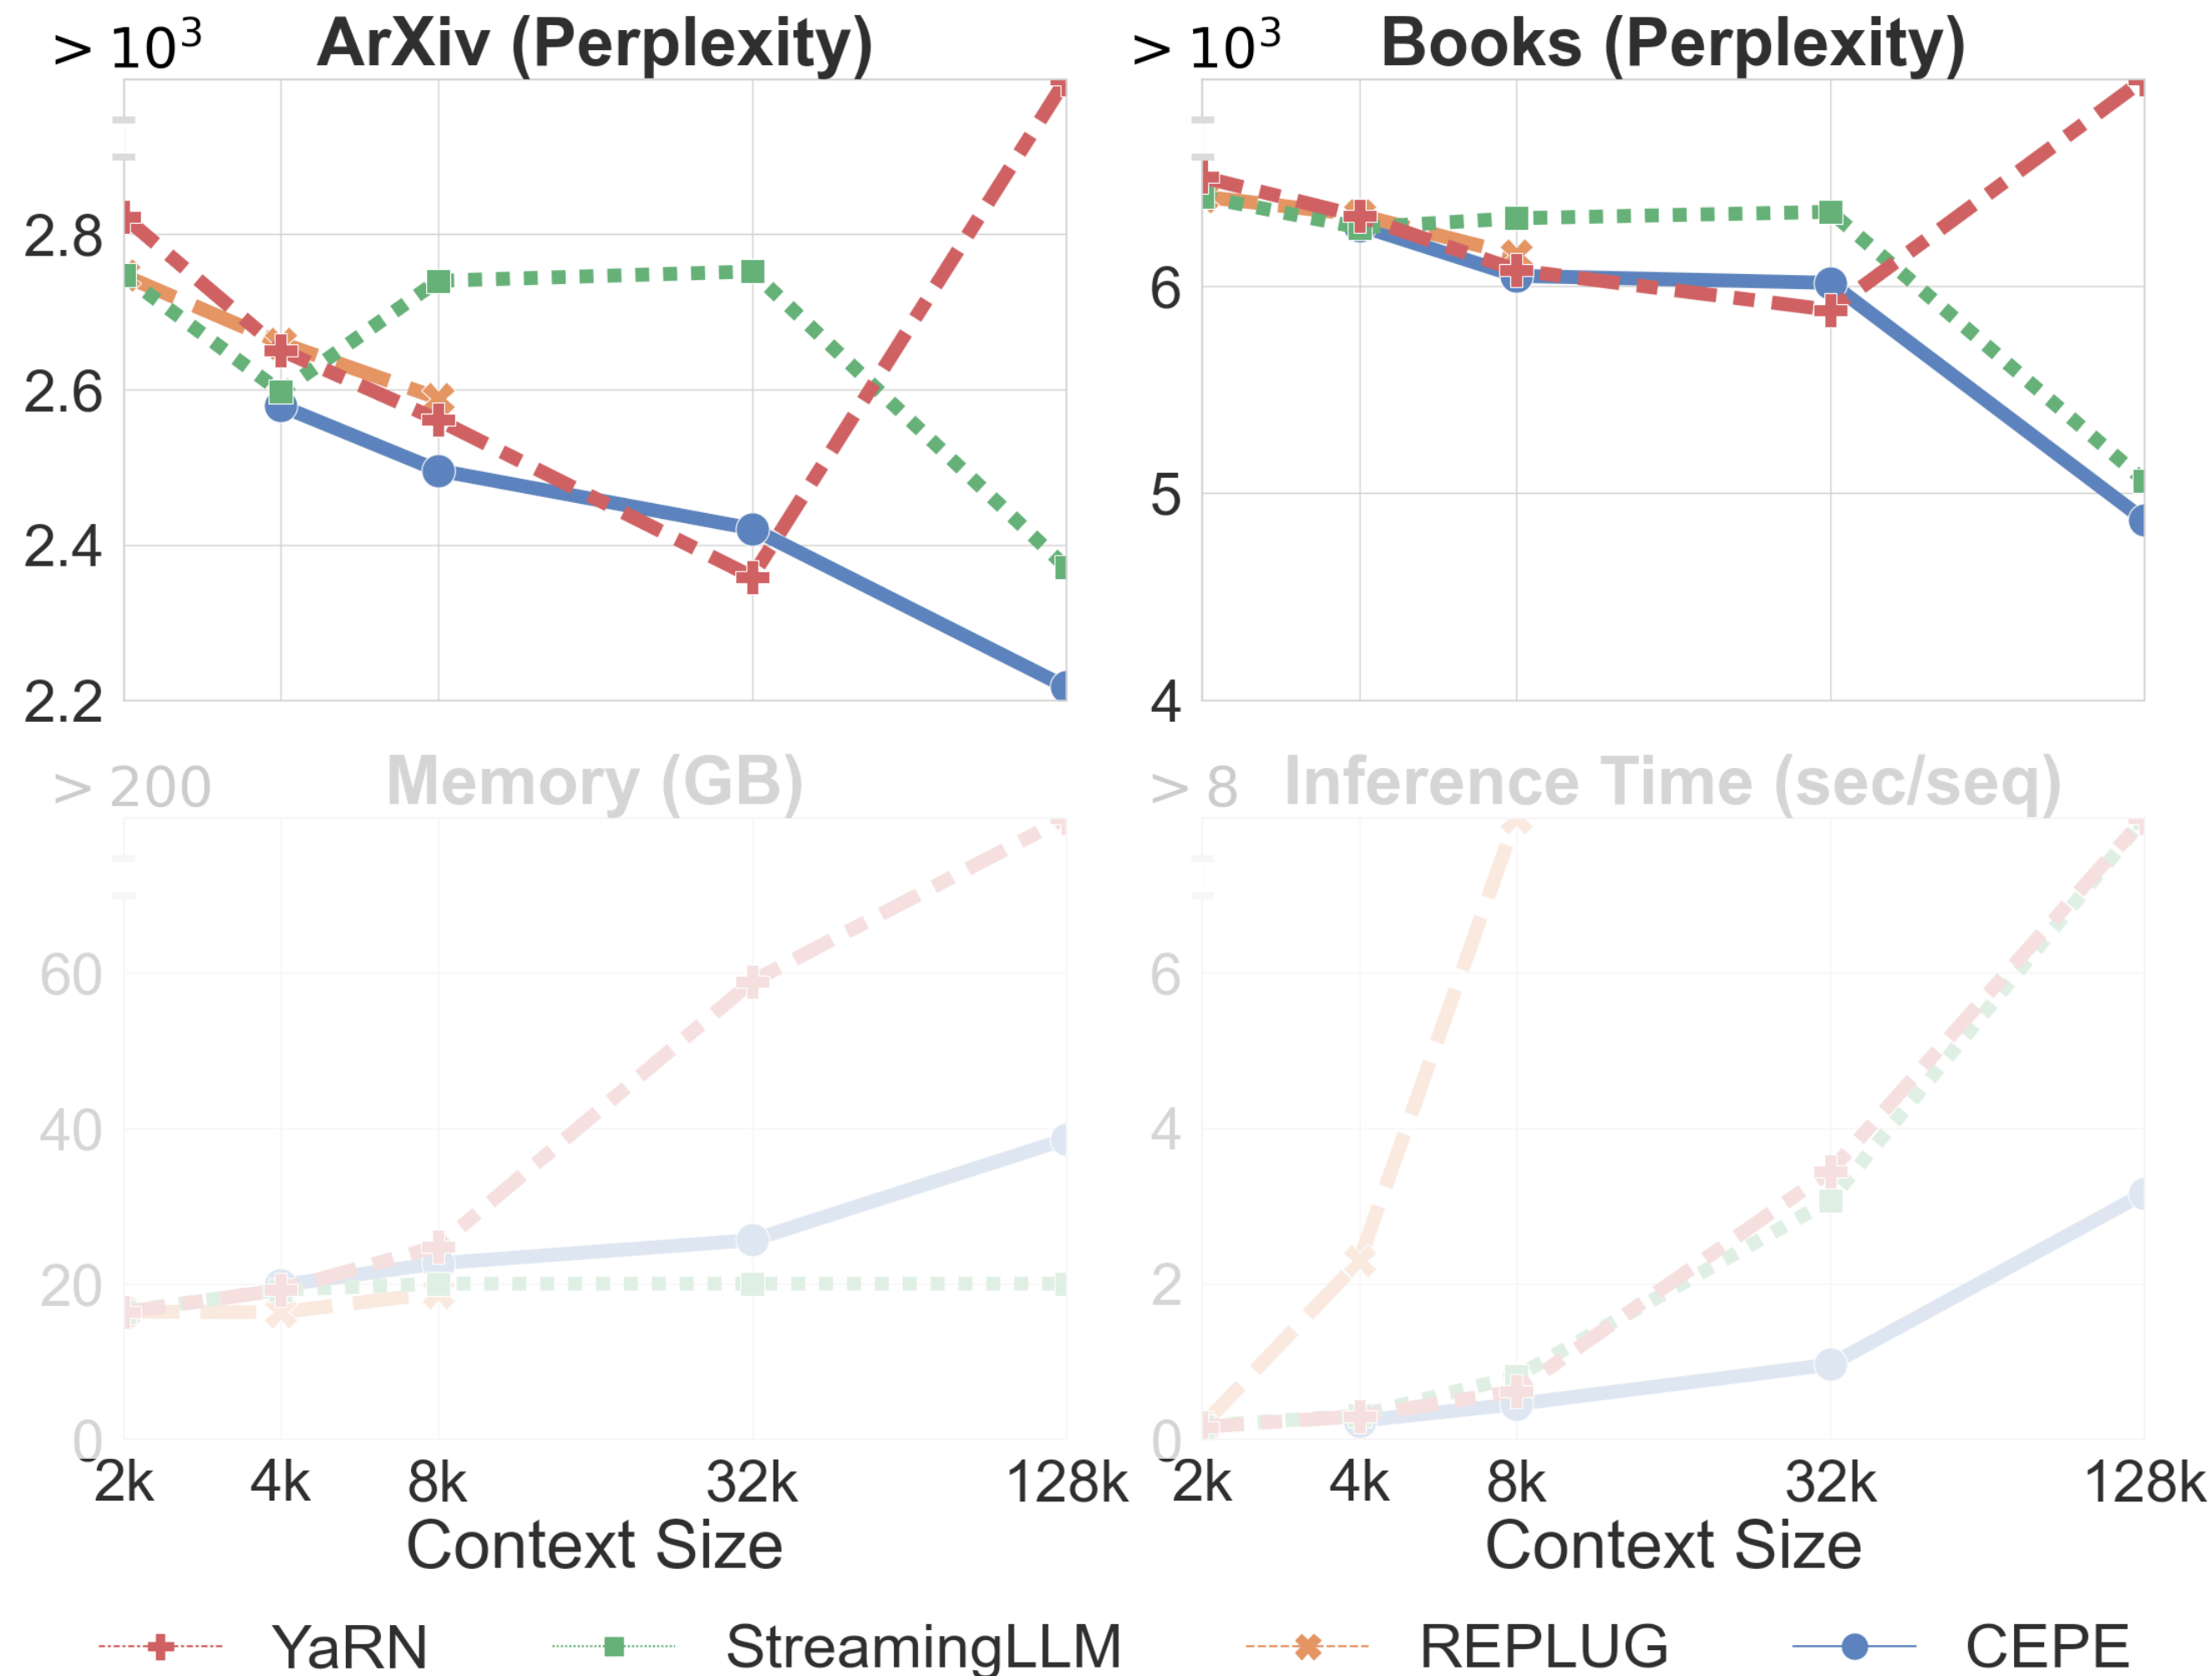 > 10³ ArXiv (Perplexity)
2.8
2.6
2.4
2.2
> 10³ Books (Perplexity)
6
5
4
> 200 Memory (GB)
60
40
20
0
2k 4k 8k 32k 128k
Context Size
> 8 Inference Time (sec/seq)
6
4
2
0
2k 4k 8k 32k 128k
Context Size
YaRN StreamingLLM REPLUG CEPE